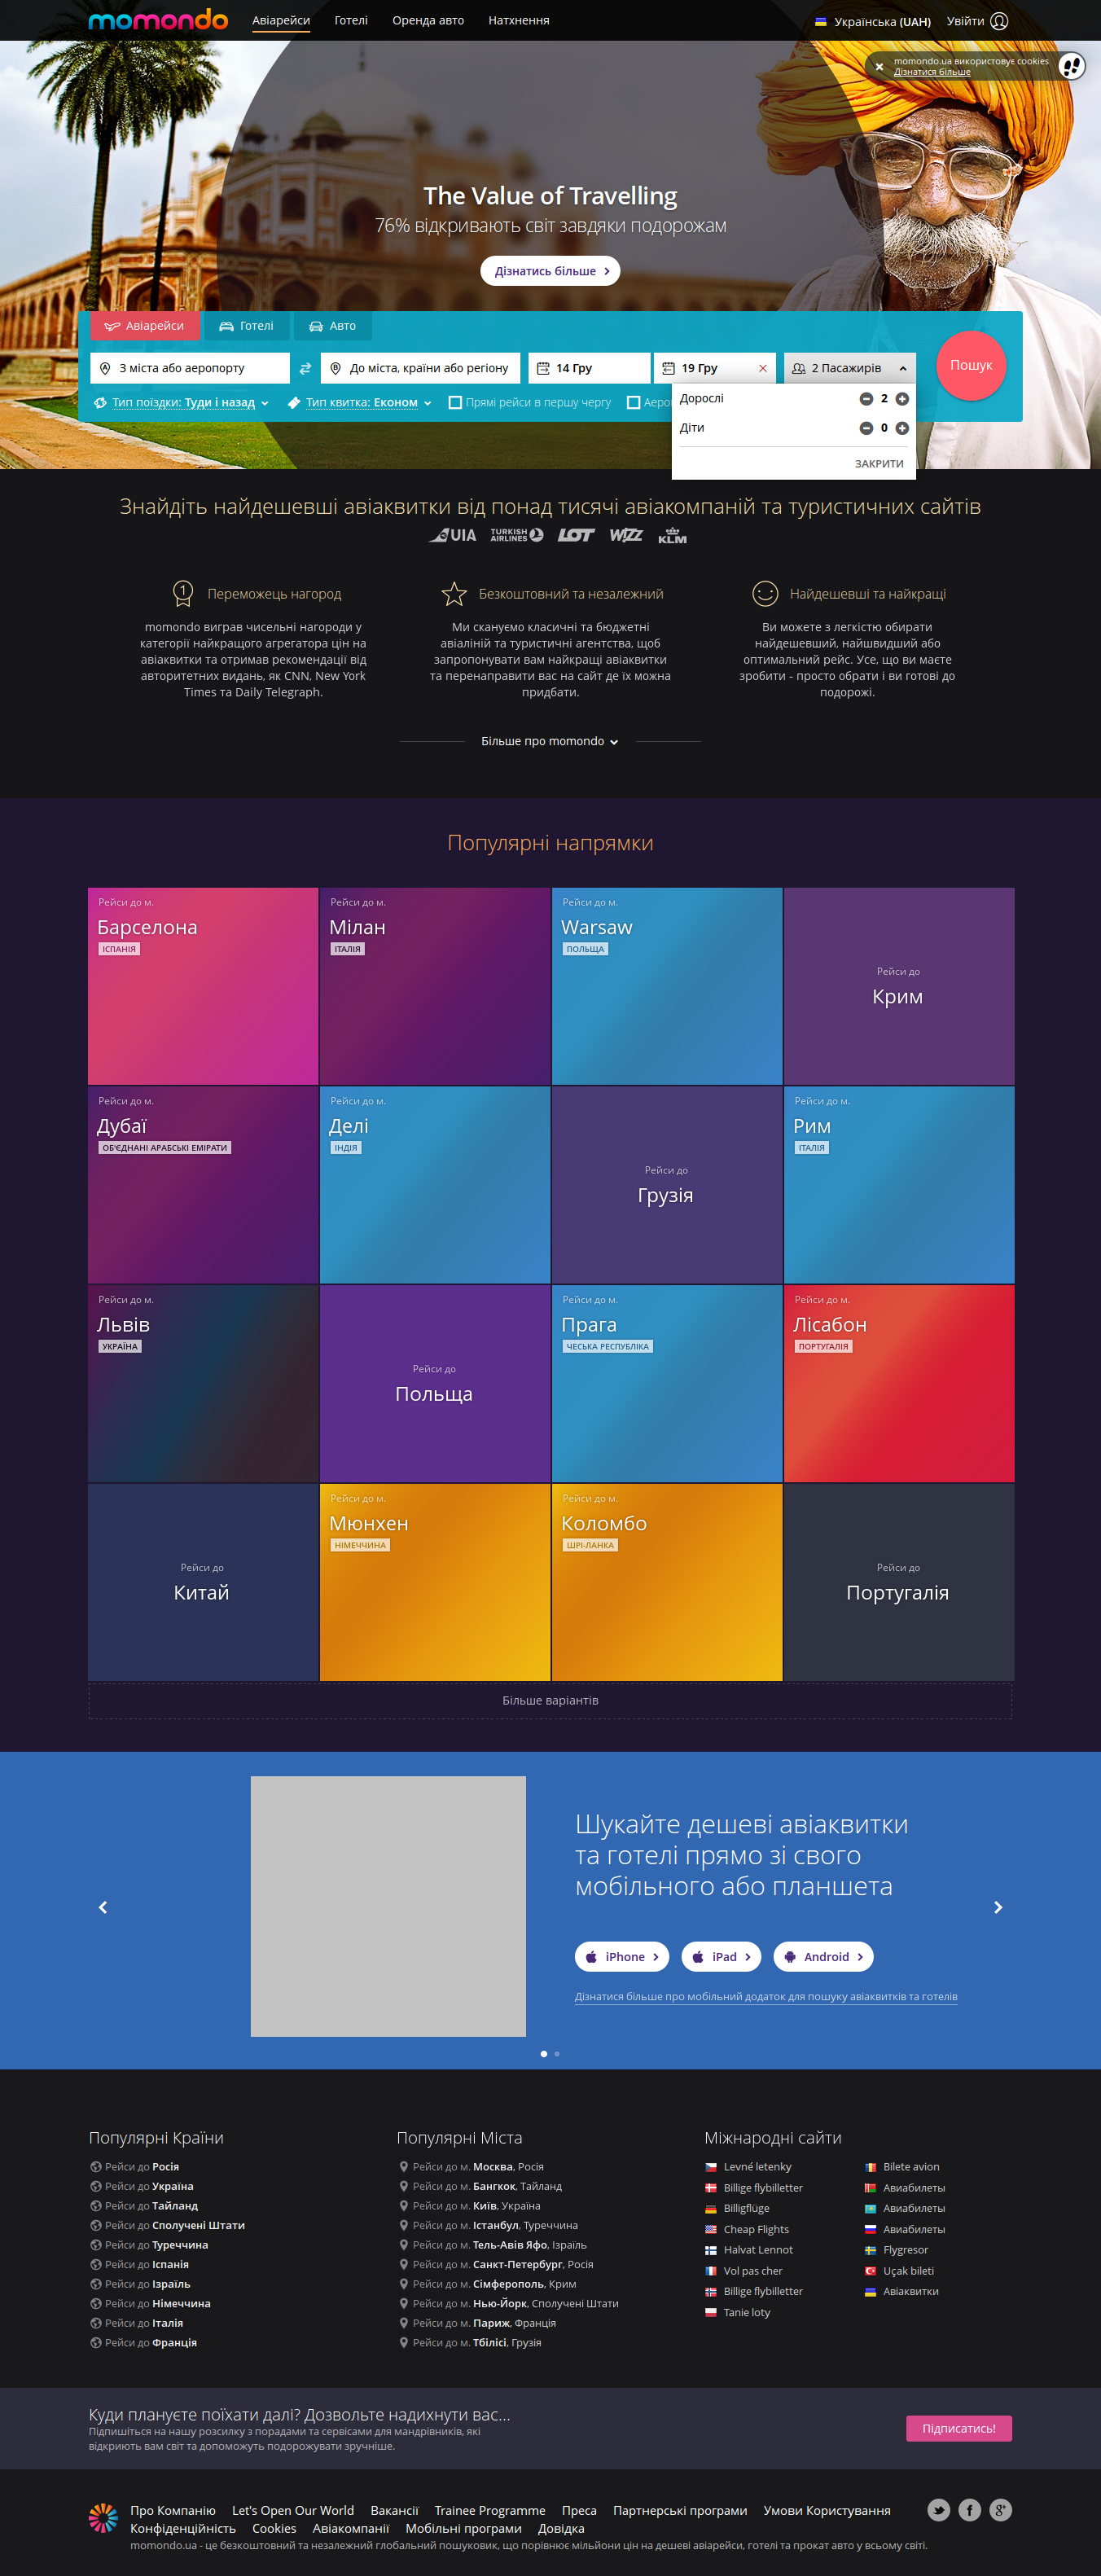 momondo
Авіарейси Готелі Оренда авто Натхнення
Українська (UAH) Увійти
momondo.ua використовує cookies
Дізнатися більше
The Value of Travelling
76% відкривають світ завдяки подорожам
Дізнатись більше
Авіарейси Готелі Авто
З міста або аеропорту
До міста, країни або регіону
14 Гру
19 Гру
2 Пасажирів
Пошук
Тип поїздки: Туди і назад
Тип квитка: Економ
Прямі рейси в першу чергу
Дорослі 2
Діти 0
ЗАКРИТИ
Знайдіть найдешевші авіаквитки від понад тисячі авіакомпаній та туристичних сайтів
UIA TURKISH AIRLINES LOT WIZZ KLM
1 Переможець нагород
momondo виграв чисельні нагороди у
категорії найкращого агрегатора цін на
авіаквитки та отримав рекомендації від
авторитетних видань, як CNN, New York
Times та Daily Telegraph.
Безкоштовний та незалежний
Ми скануємо класичні та бюджетні
авіаліній та туристичні агентства, щоб
запропонувати вам найкращі авіаквитки
та перенаправити вас на сайт де їх можна
придбати.
Найдешевші та найкращі
Ви можете з легкістю обирати
найдешевший, найшвидший або
оптимальний рейс. Усе, що ви маєте
зробити - просто обрати і ви готові до
подорожі.
Більше про momondo
Популярні напрямки
Рейси до м.
Барселона
ІСПАНІЯ
Рейси до м.
Мілан
ІТАЛІЯ
Рейси до м.
Warsaw
ПОЛЬЩА
Рейси до
Крим
Рейси до м.
Дубаї
ОБ'ЄДНАНІ АРАБСЬКІ ЕМІРАТИ
Рейси до м.
Делі
ІНДІЯ
Рейси до
Грузія
Рейси до м.
Рим
ІТАЛІЯ
Рейси до м.
Львів
УКРАЇНА
Рейси до
Польща
Рейси до м.
Прага
ЧЕСЬКА РЕСПУБЛІКА
Рейси до м.
Лісабон
ПОРТУГАЛІЯ
Рейси до
Китай
Рейси до м.
Мюнхен
НІМЕЧЧИНА
Рейси до м.
Коломбо
ШРІ-ЛАНКА
Рейси до
Португалія
Більше варіантів
Шукайте дешеві авіаквитки
та готелі прямо зі свого
мобільного або планшета
iPhone iPad Android
Дізнатися більше про мобільний додаток для пошуку авіаквитків та готелів
Популярні Країни
Рейси до Росія
Рейси до Україна
Рейси до Тайланд
Рейси до Сполучені Штати
Рейси до Туреччина
Рейси до Іспанія
Рейси до Ізраїль
Рейси до Німеччина
Рейси до Італія
Рейси до Франція
Популярні Міста
Рейси до м. Москва, Росія
Рейси до м. Бангкок, Тайланд
Рейси до м. Київ, Україна
Рейси до м. Істанбул, Туреччина
Рейси до м. Тель-Авів Яфо, Ізраїль
Рейси до м. Санкт-Петербург, Росія
Рейси до м. Сімферополь, Крим
Рейси до м. Нью-Йорк, Сполучені Штати
Рейси до м. Париж, Франція
Рейси до м. Тбілісі, Грузія
Міжнародні сайти
Levné letenky
Billige flybilletter
Billigflüge
Cheap Flights
Halvat Lennot
Vol pas cher
Billige flybilletter
Tanie loty
Bilete avion
Авиабилеты
Авиабилеты
Авиабилеты
Flygresor
Uçak bileti
Авіаквитки
Куди плануєте поїхати далі? Дозвольте надихнути вас...
Підпишіться на нашу розсилку з порадами та сервісами для мандрівників, які
відкриють вам світ та допоможуть подорожувати зручніше.
Підписатись!
Про Компанію Let's Open Our World Вакансії Trainee Programme Преса Партнерські програми Умови Користування
Конфіденційність Cookies Авіакомпанії Мобільні програми Довідка
momondo.ua - це безкоштовний та незалежний глобальний пошуковик, що порівнює мільйони цін на дешеві авіарейси, готелі та прокат авто у всьому світі.